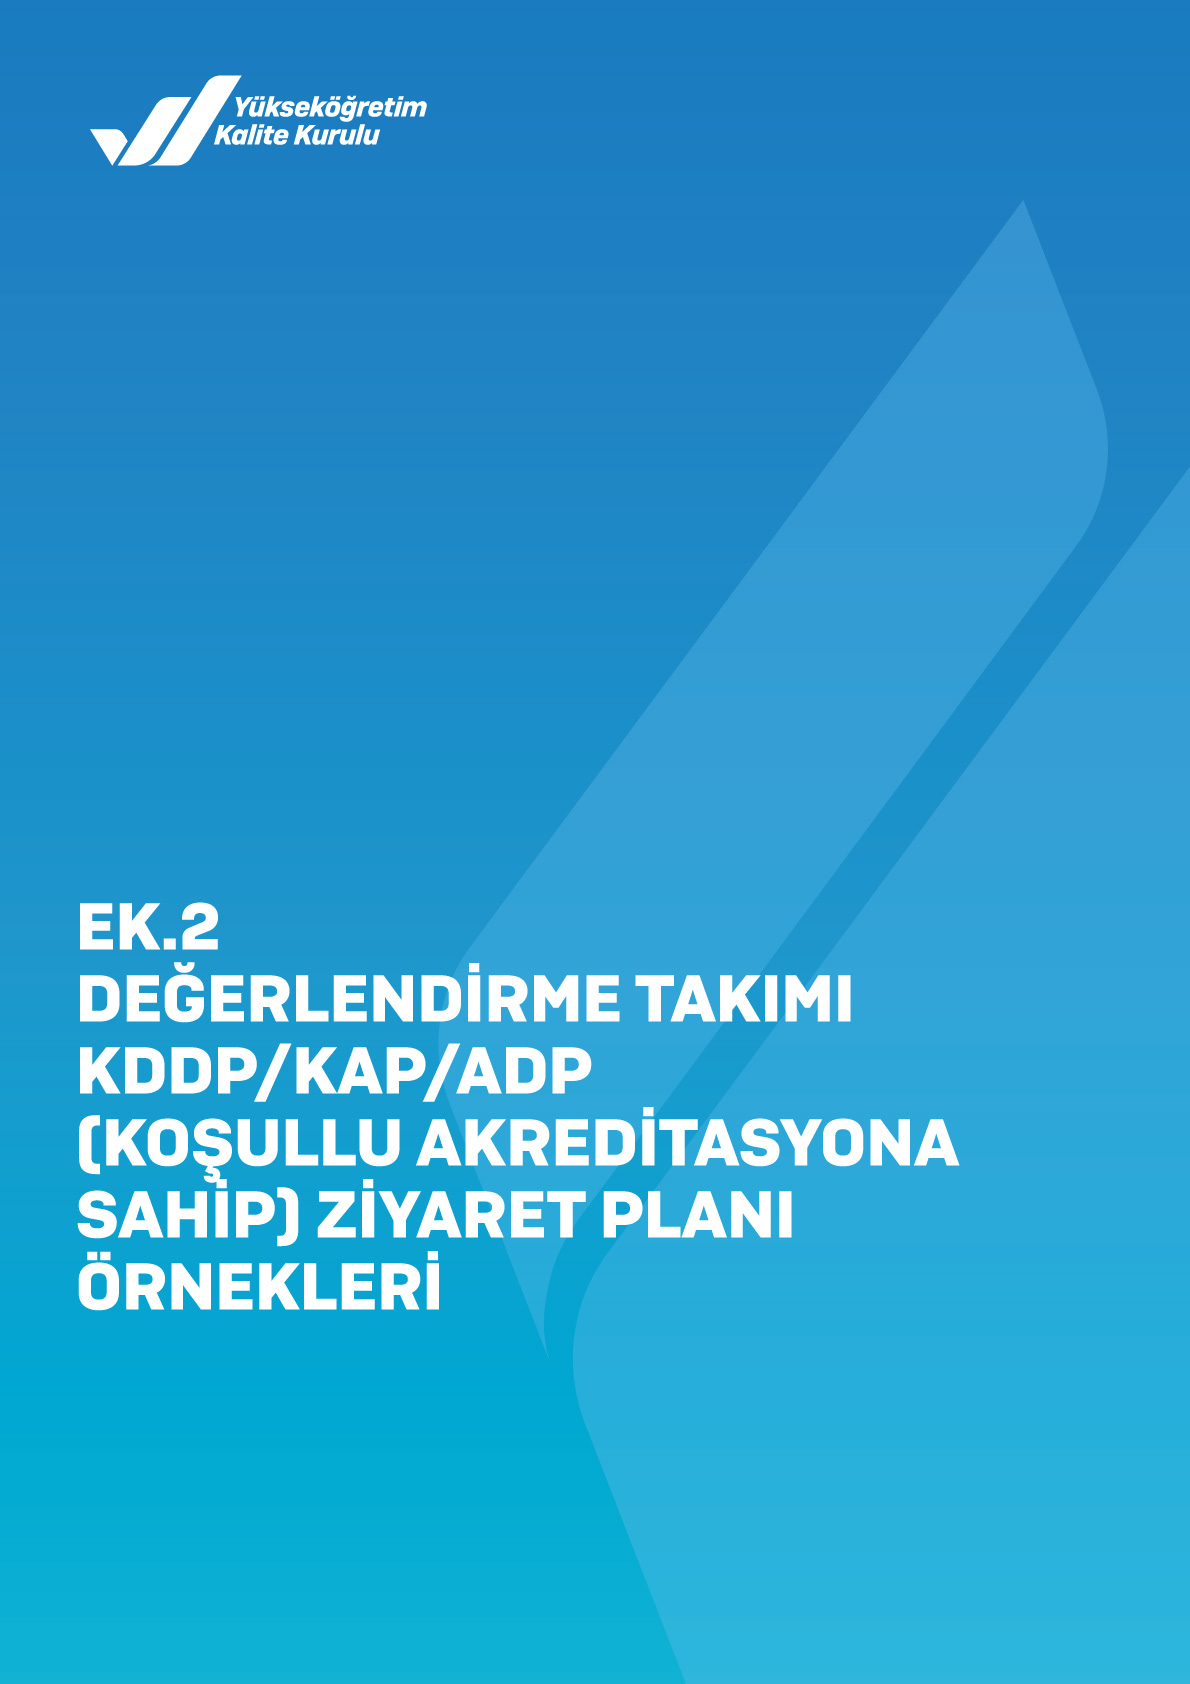 Yükseköğretim
Kalite Kurulu
EK.2
DEĞERLENDİRME TAKIMI
KDDP/KAP/ADP
(KOŞULLU AKREDİTASYONA
SAHİP) ZİYARET PLANI
ÖRNEKLERİ